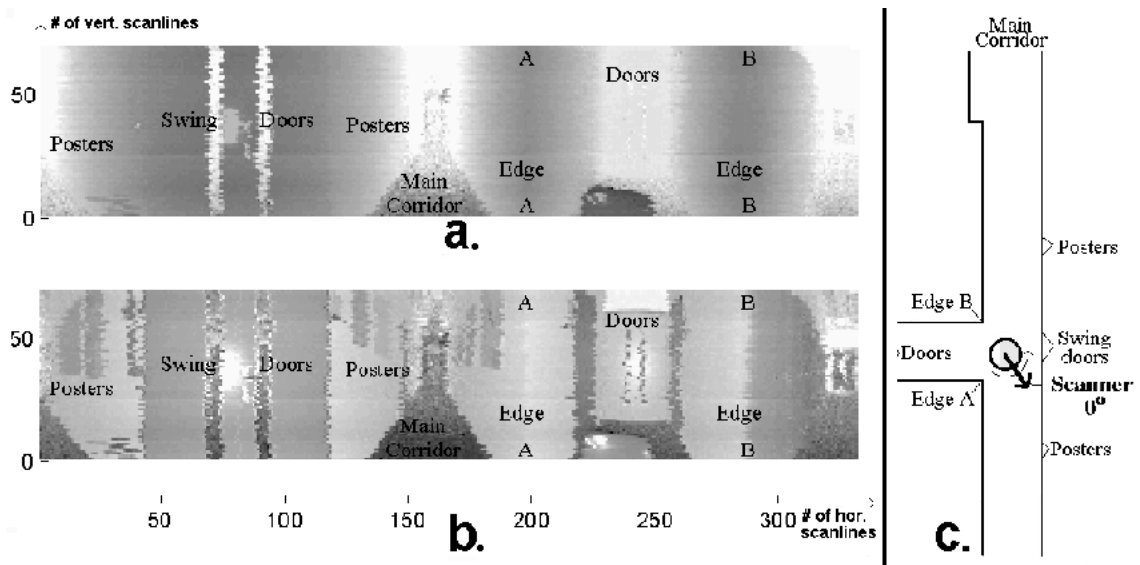 # of vert. scanlines
50
0
A
B
Doors
Swing Doors
Posters
Posters
Edge
Edge
Main
Corridor
A
B
a.
50
0
A
B
Doors
Swing Doors
Posters
Posters
Edge
Edge
Main
Corridor
A
B
50
100
150
200
250
300
# of hor.
scanlines
b.
Main
Corridor
Posters
Edge B
Swing
doors
Doors
Scanner
0°
Edge A
Posters
c.